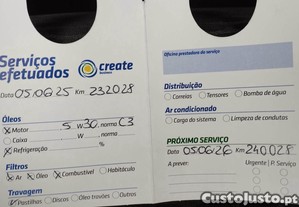 Serviços
efetuados
create
business
Data 05.06.25 Km 232028
Óleos
Motor 5 W 30, norma C3
Caixa W norma
Refrigeração
Filtros
Ar Óleo Combustível Habitáculo
Travagem
Pastilhas Discos Óleo travões Outros
Oficina prestadora do serviço
Distribuição
Correias Tensores Bomba de água
Ar condicionado
Carga do sistema Limpeza de condutas
PRÓXIMO SERVIÇO
Data 05.06.26 Km 240028
A prever: Urgente P. Serviço
CustoJusto.pt